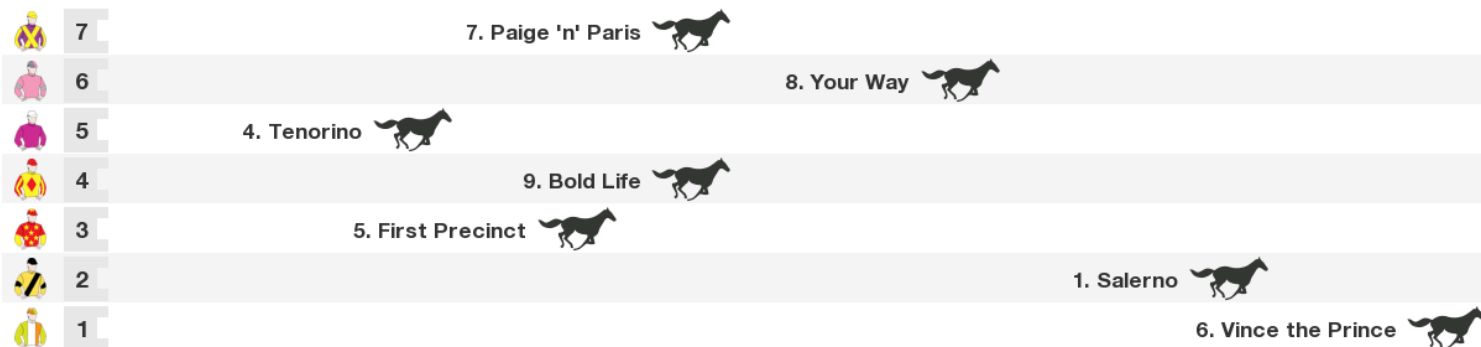 7 7. Paige 'n' Paris
6 8. Your Way
5 4. Tenorino
4 9. Bold Life
3 5. First Precinct
2 1. Salerno
1 6. Vince the Prince